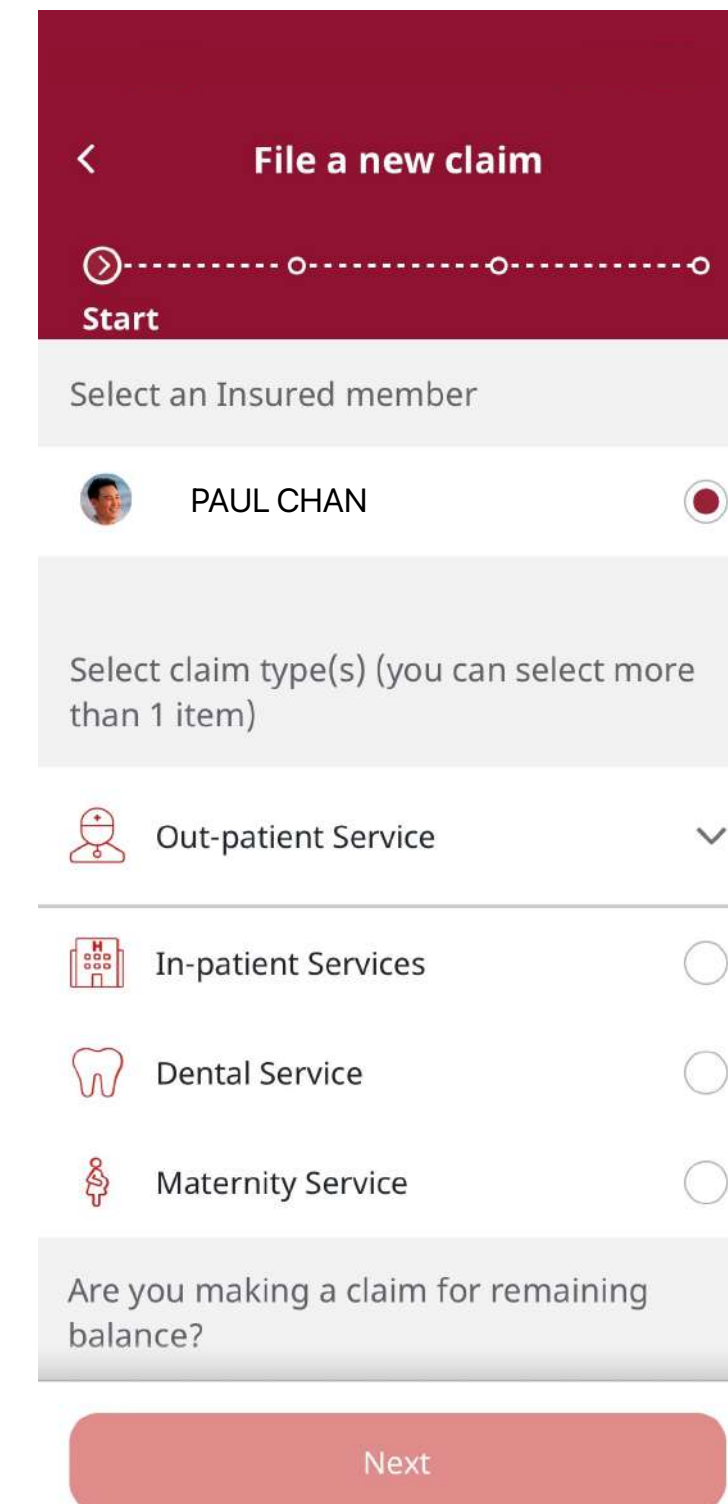 File a new claim
Start
Select an Insured member
PAUL CHAN
Select claim type(s) (you can select more
than 1 item)
Out-patient Service
H
In-patient Services
Dental Service
Maternity Service
Are you making a claim for remaining
balance?
Next